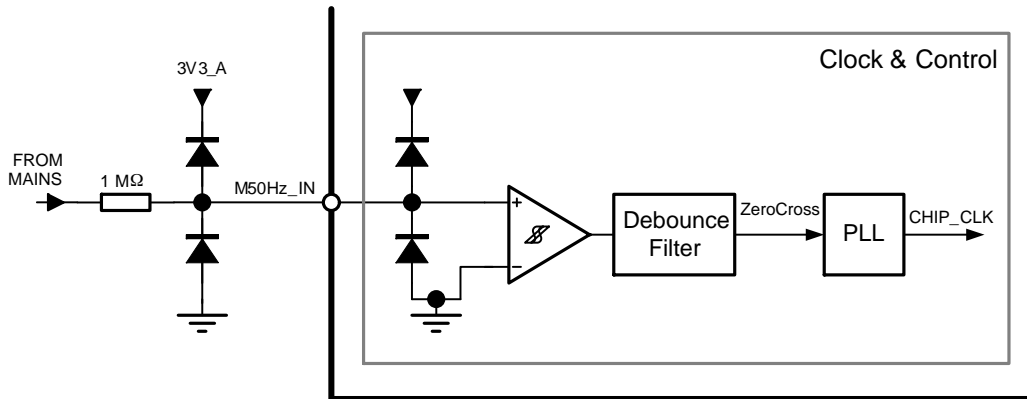 Clock & Control
3V3_A
FROM
MAINS
1 MΩ
M50Hz_IN
+
−
Debounce
Filter
ZeroCross
PLL
CHIP_CLK